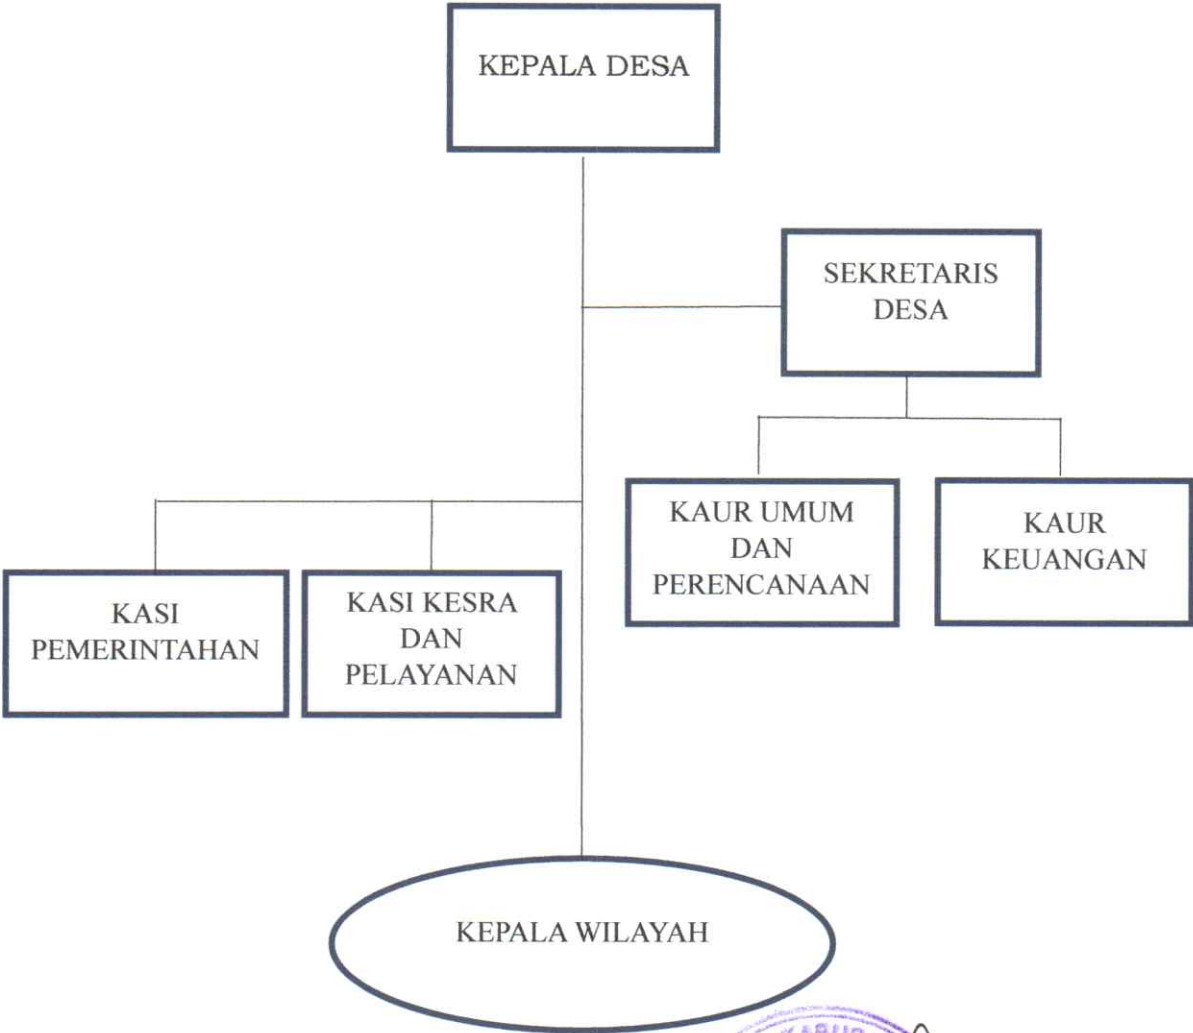 KEPALA DESA
SEKRETARIS
DESA
KAUR UMUM
DAN
PERENCANAAN
KAUR
KEUANGAN
KASI
PEMERINTAHAN
KASI KESRA
DAN
PELAYANAN
KEPALA WILAYAH